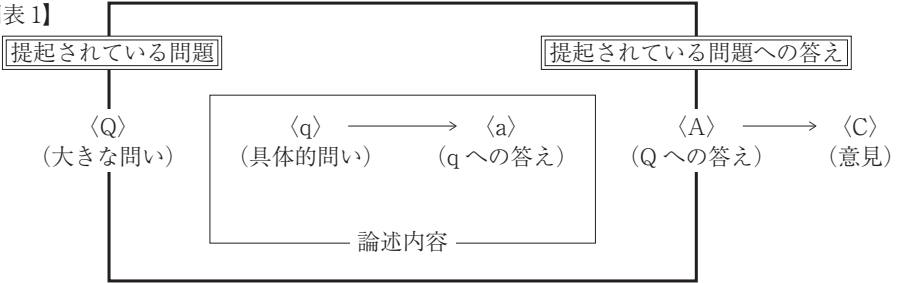 表 1】
提起されている問題
提起されている問題への答え
〈Q〉
〈q〉
〈a〉
〈A〉
〈C〉
(大きな問い)
(具体的問い)
(q への答え)
(Q への答え)
(意見)
論述内容